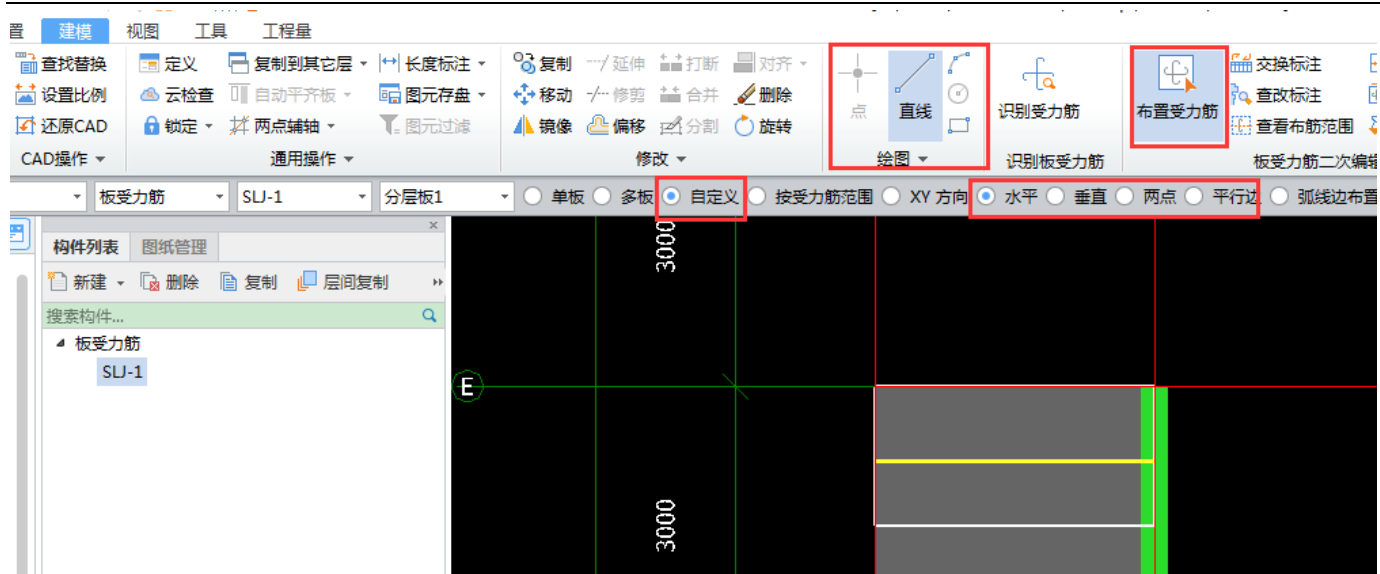 置 建模 视图 工具 工程量
查找替换 定义 复制到其它层 长度标注 复制 延伸 打断 对齐 交换标注
设置比例 云检查 自动平齐板 图元存盘 移动 修剪 合并 删除 点 直线 识别受力筋 布置受力筋 查改标注
还原CAD 锁定 两点辅轴 图元过滤 镜像 偏移 分割 旋转 查看布筋范围
CAD操作 通用操作 修改 绘图 识别板受力筋 板受力筋二次编辑
板受力筋 SLJ-1 分层板1 单板 多板 自定义 按受力筋范围 XY 方向 水平 垂直 两点 平行边 弧线边布置
构件列表 图纸管理
新建 删除 复制 层间复制
搜索构件...
板受力筋
SLJ-1
3000
E
3000